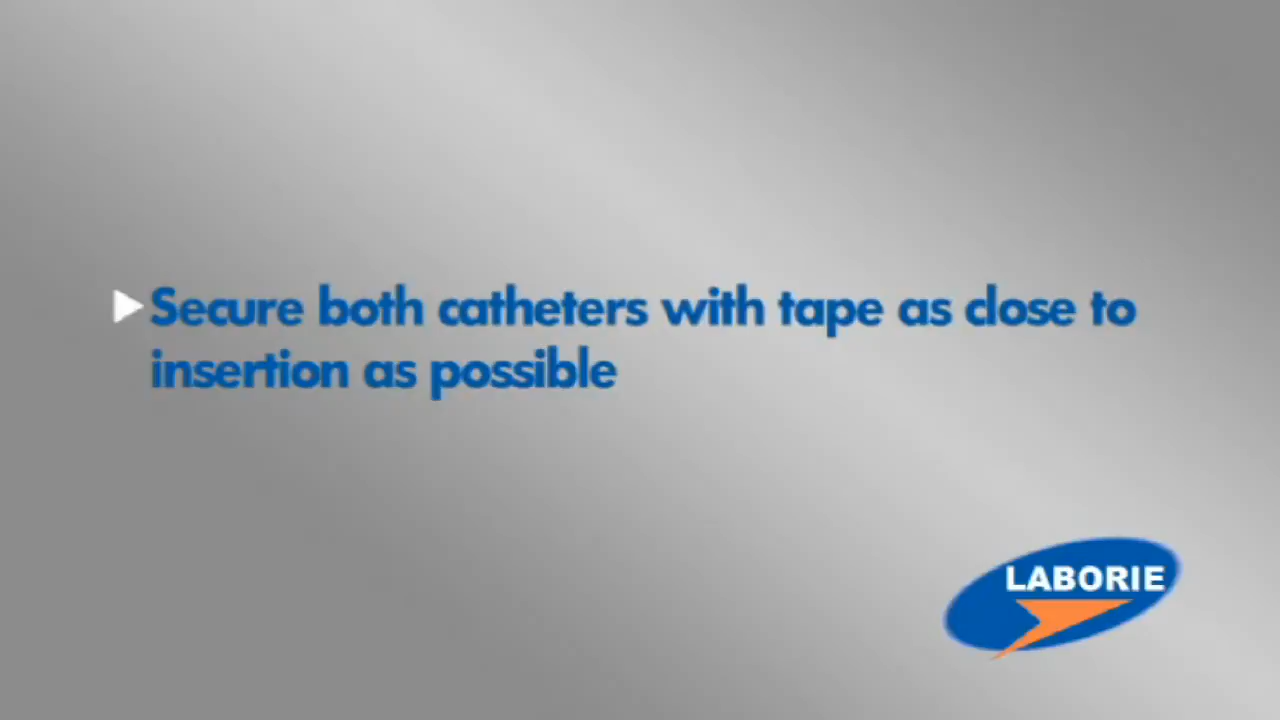 Secure both catheters with tape as close to
insertion as possible
LABORIE